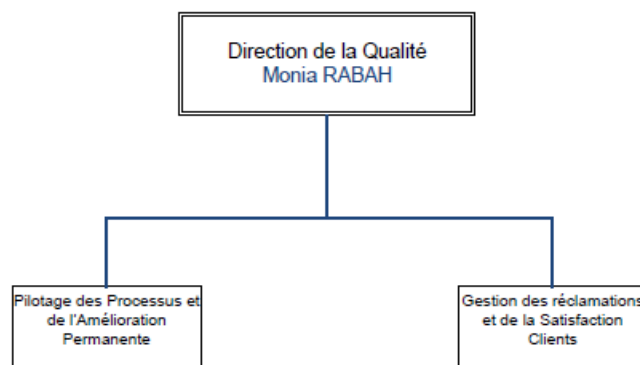 Direction de la Qualité
Monia RABAH
Pilotage des Processus et
de l'Amélioration
Permanente
Gestion des réclamations
et de la Satisfaction
Clients